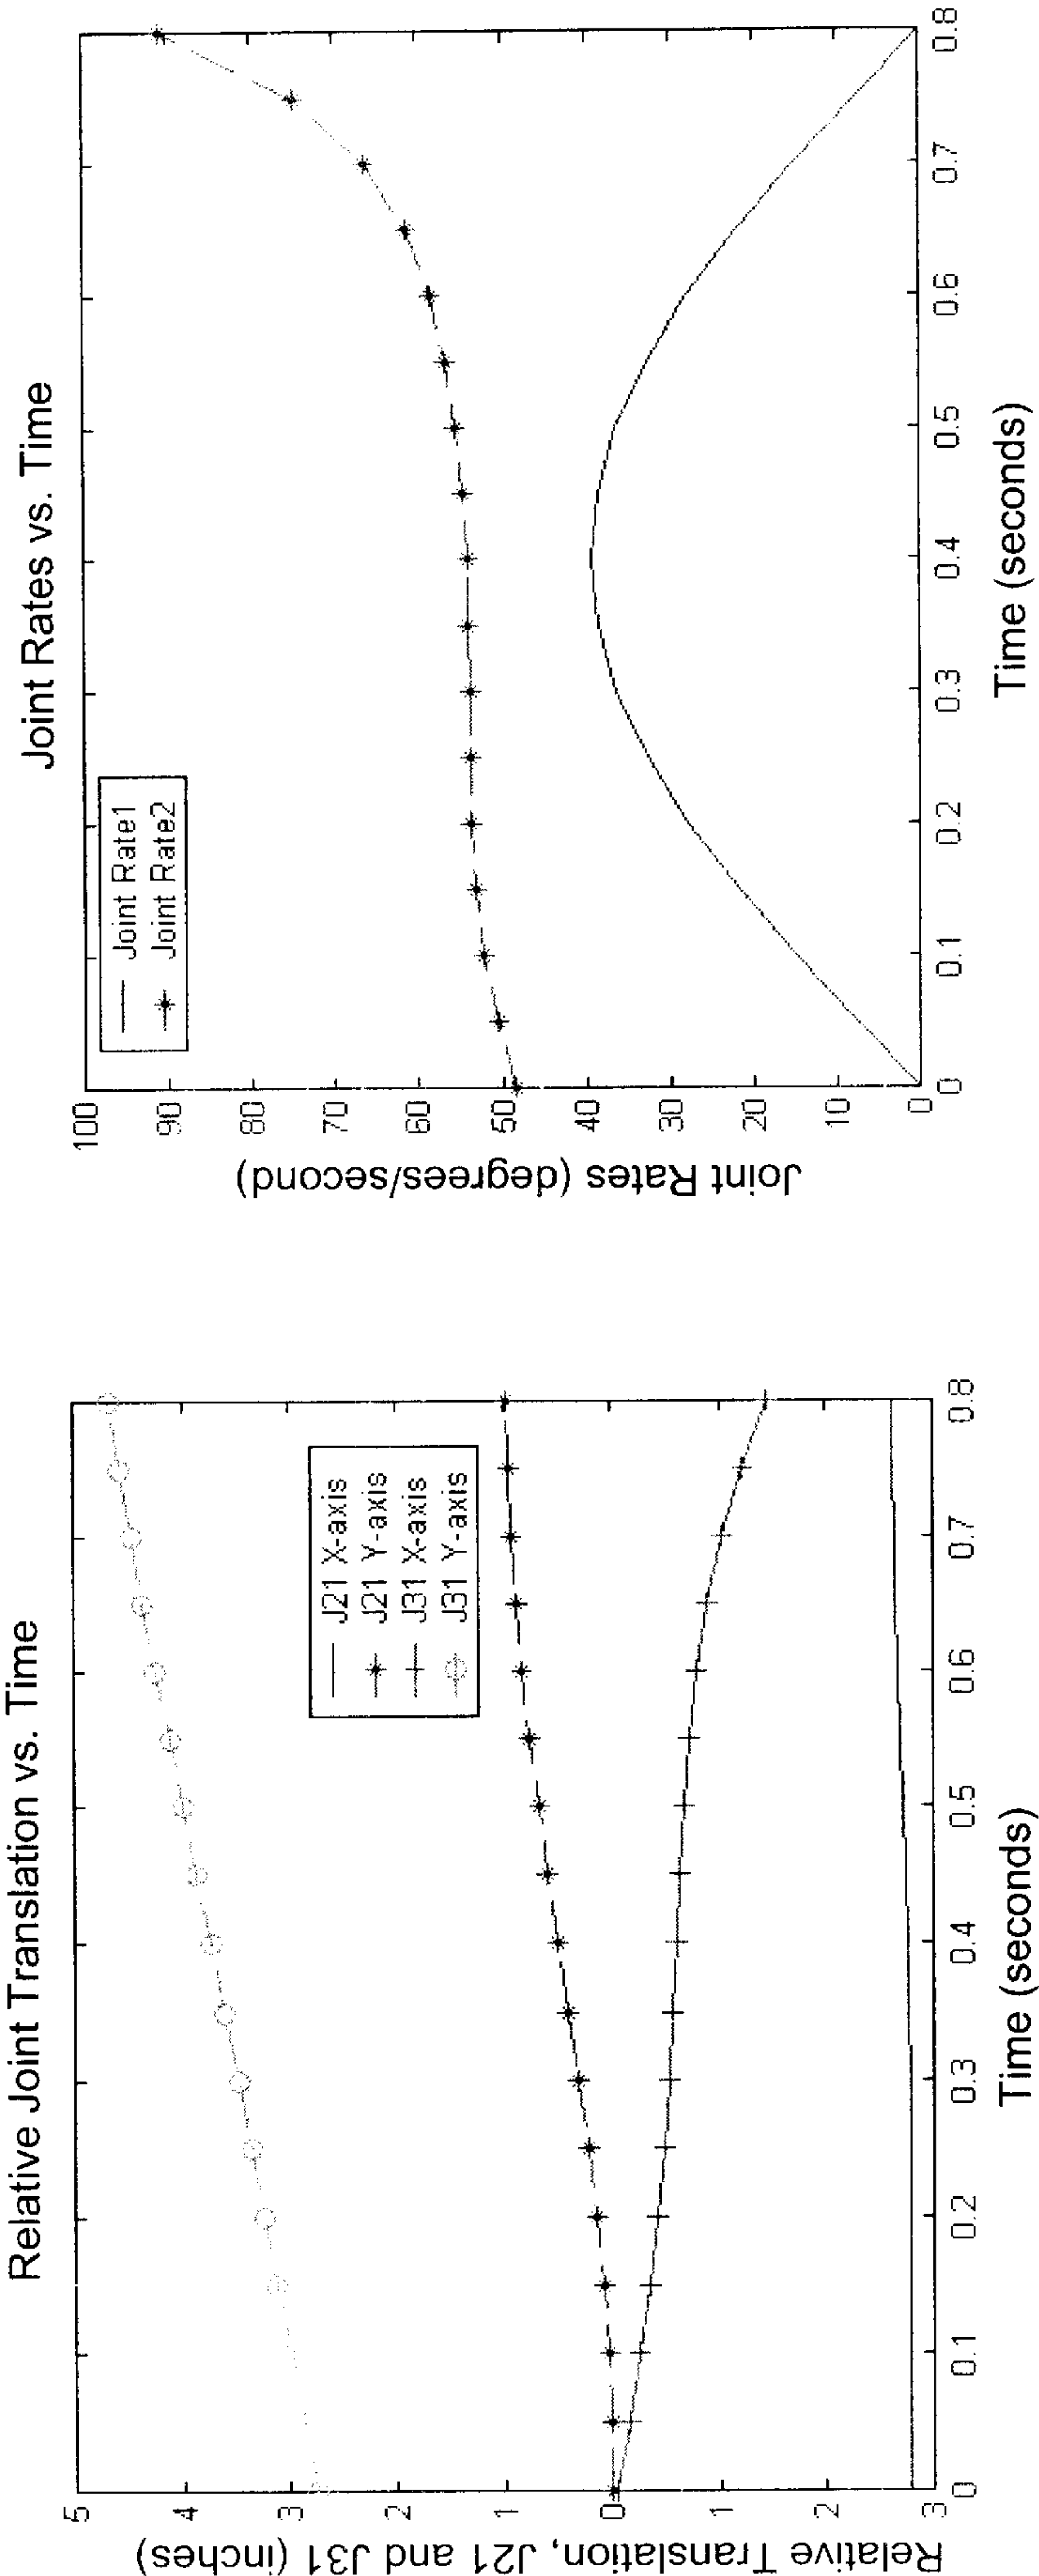 Relative Joint Translation vs. Time
Relative Translation, J21 and J31 (inches)
5
4
3
2
1
0
1
2
3
J21 X-axis
J21 Y-axis
J31 X-axis
J31 Y-axis
0 0.1 0.2 0.3 0.4 0.5 0.6 0.7 0.8
Time (seconds)
Joint Rates vs. Time
Joint Rates (degrees/second)
100
90
80
70
60
50
40
30
20
10
0
Joint Rate1
Joint Rate2
0 0.1 0.2 0.3 0.4 0.5 0.6 0.7 0.8
Time (seconds)